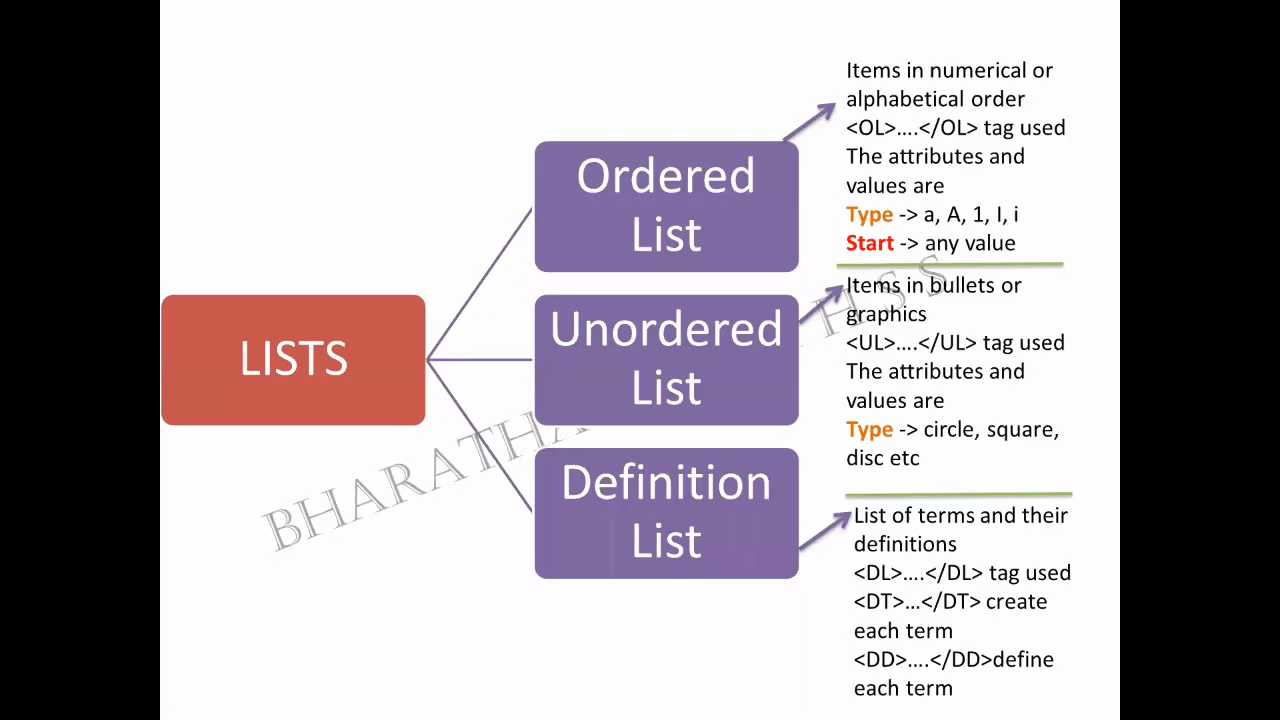 LISTS
Ordered
List
Unordered
List
Definition
List
Items in numerical or
alphabetical order
<OL>....</OL> tag used
The attributes and
values are
Type -> a, A, 1, I, i
Start -> any value
Items in bullets or
graphics
<UL>....</UL> tag used
The attributes and
values are
Type -> circle, square,
disc etc
List of terms and their
definitions
<DL>....</DL> tag used
<DT>...</DT> create
each term
<DD>....</DD>define
each term